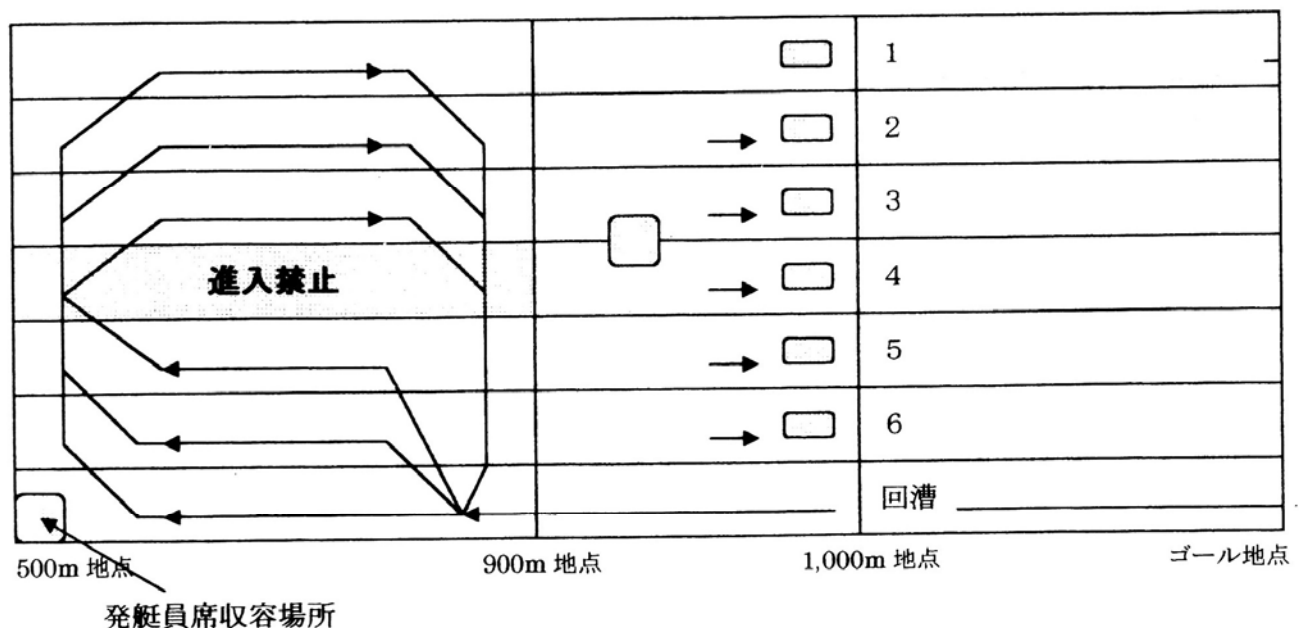 1
2
3
進入禁止
4
5
6
回漕
500m 地点
900m 地点
1,000m 地点
ゴール地点
発艇員席収容場所